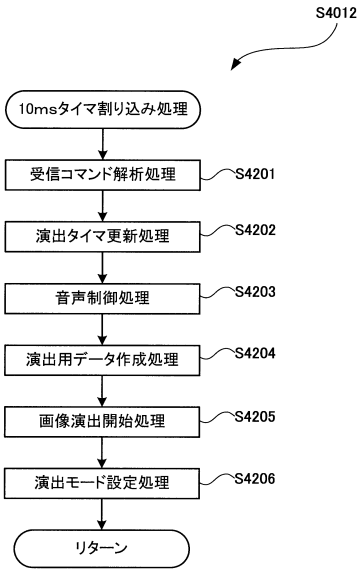 S4012
10msタイマ割り込み処理
受信コマンド解析処理
S4201
演出タイマ更新処理
S4202
音声制御処理
S4203
演出用データ作成処理
S4204
画像演出開始処理
S4205
演出モード設定処理
S4206
リターン